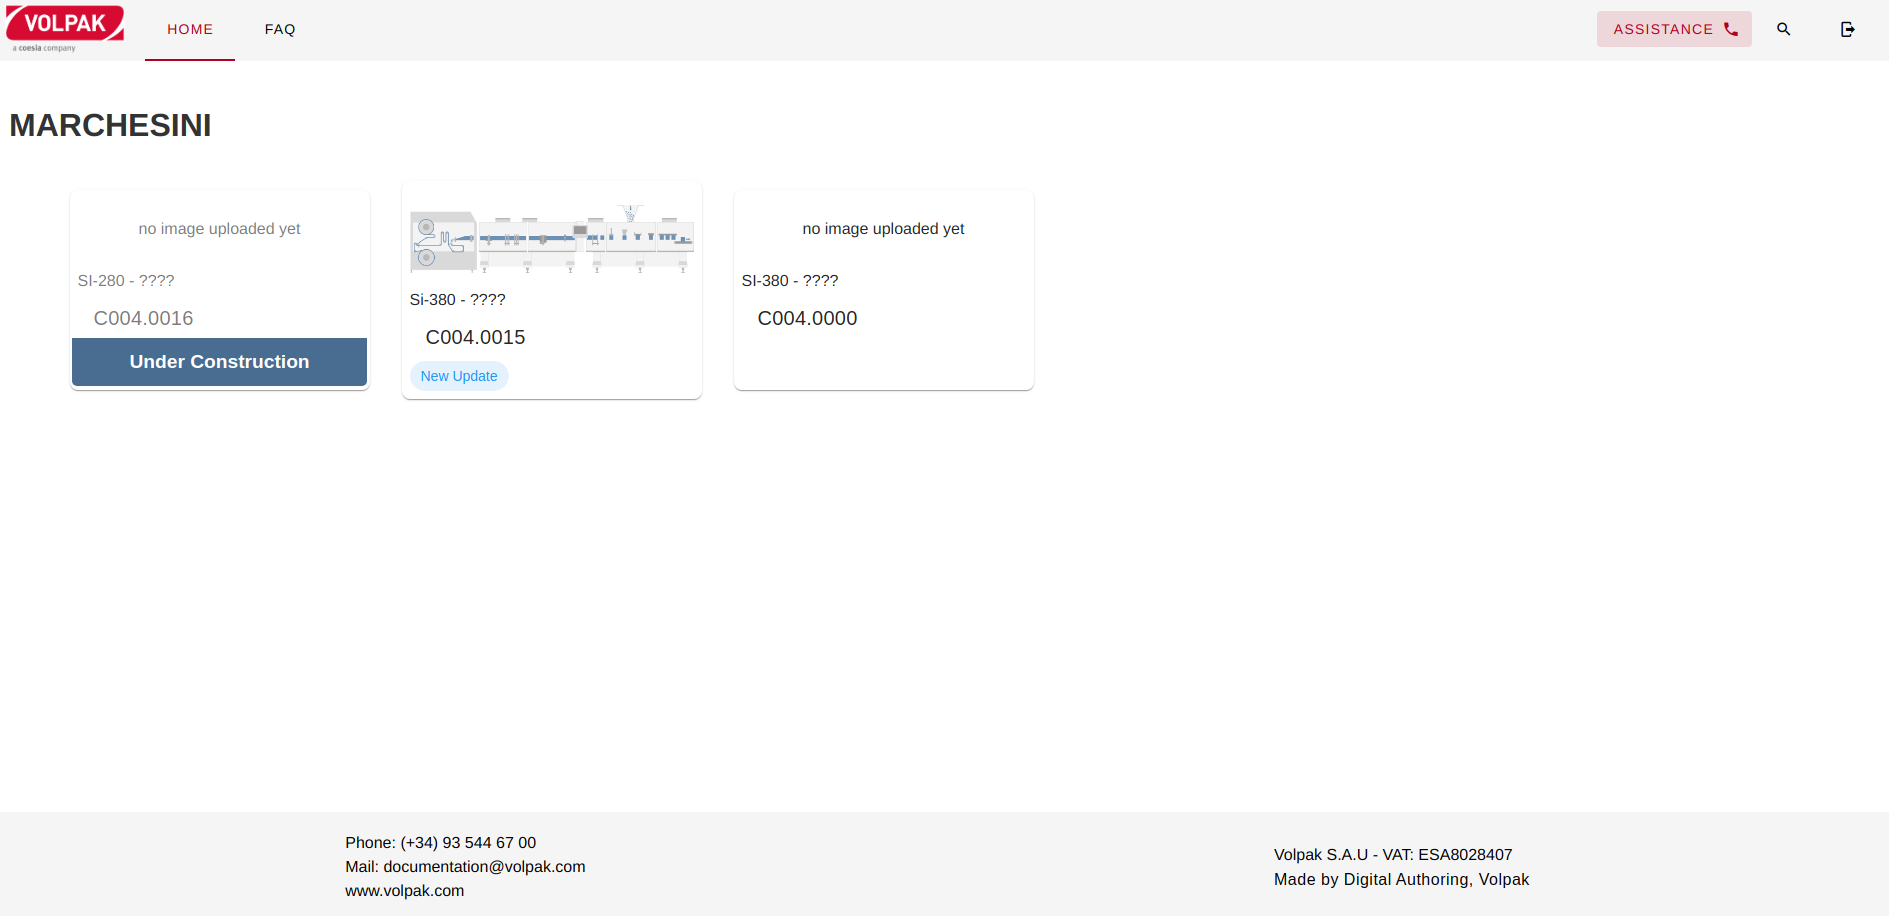 VOLPAK
a coesia company
HOME
FAQ
ASSISTANCE
MARCHESINI
no image uploaded yet
SI-280 - ????
C004.0016
Under Construction
Si-380 - ????
C004.0015
New Update
no image uploaded yet
SI-380 - ????
C004.0000
Phone: (+34) 93 544 67 00
Mail: documentation@volpak.com
www.volpak.com
Volpak S.A.U - VAT: ESA8028407
Made by Digital Authoring, Volpak